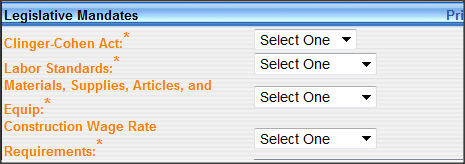 Legislative Mandates Pri
Clinger-Cohen Act:* Select One
Labor Standards:* Select One
Materials, Supplies, Articles, and
Equip:* Select One
Construction Wage Rate
Requirements:* Select One